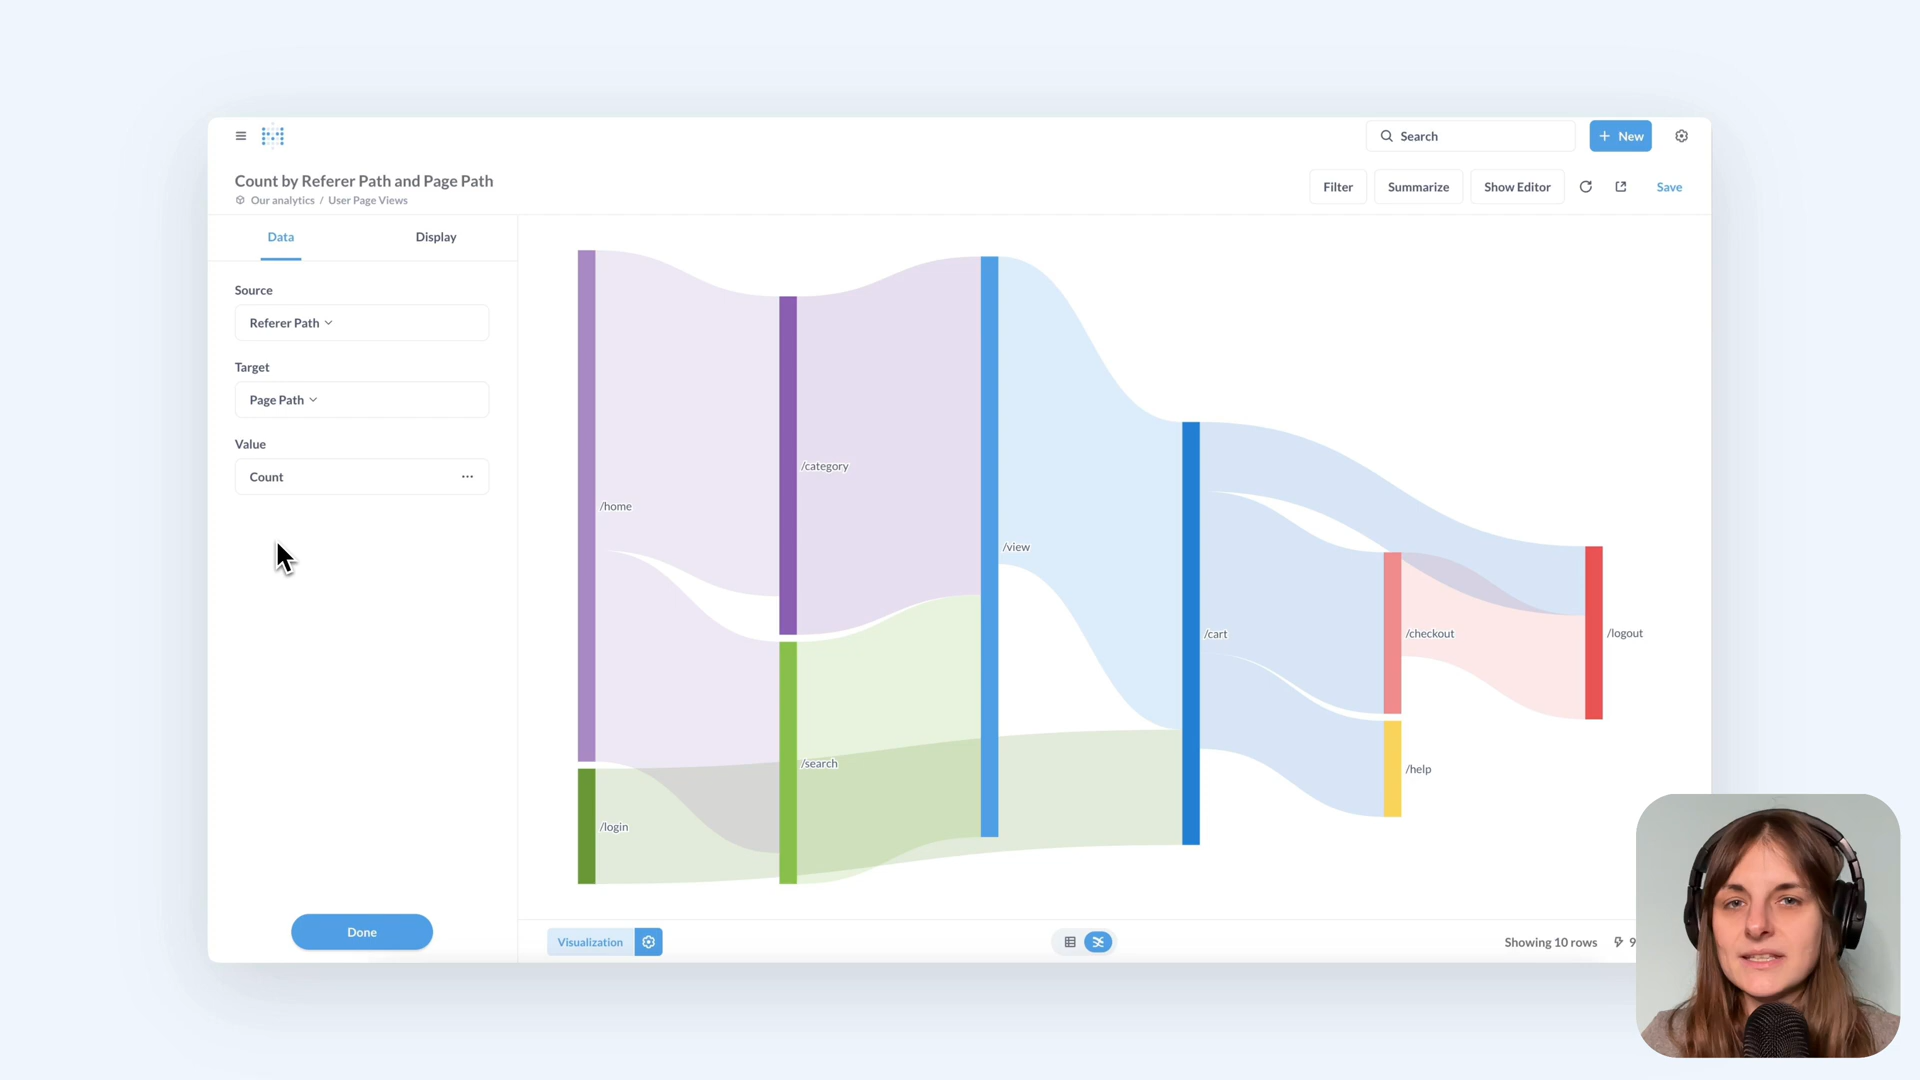 Search
+ New
Count by Referer Path and Page Path
Our analytics / User Page Views
Filter
Summarize
Show Editor
Save
Data
Display
Source
Referer Path
Target
Page Path
Value
Count
...
Done
/home
/login
/category
/search
/view
/cart
/checkout
/help
/logout
Visualization
Showing 10 rows
9